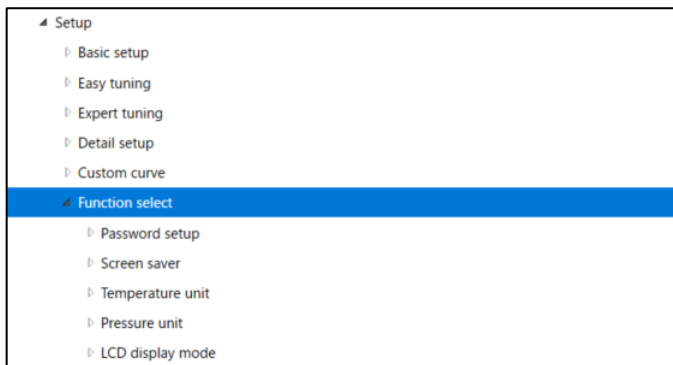 Setup
Basic setup
Easy tuning
Expert tuning
Detail setup
Custom curve
Function select
Password setup
Screen saver
Temperature unit
Pressure unit
LCD display mode